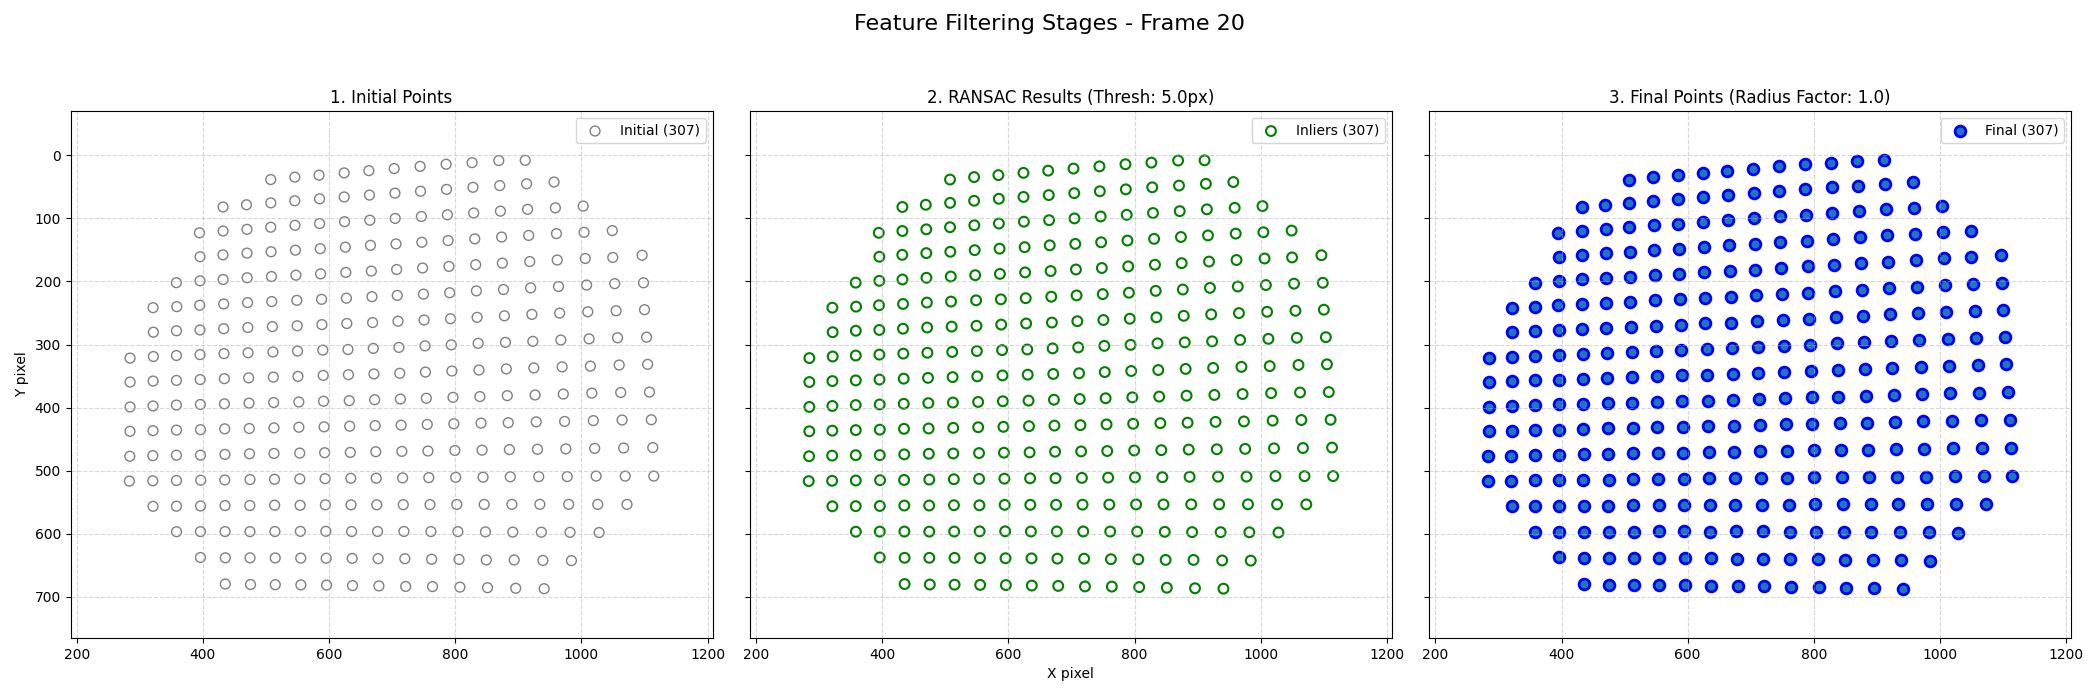 Feature Filtering Stages - Frame 20
1. Initial Points
Initial (307)
Y pixel
0
100
200
300
400
500
600
700
200 400 600 800 1000 1200
2. RANSAC Results (Thresh: 5.0px)
Inliers (307)
200 400 600 800 1000 1200
X pixel
3. Final Points (Radius Factor: 1.0)
Final (307)
200 400 600 800 1000 1200